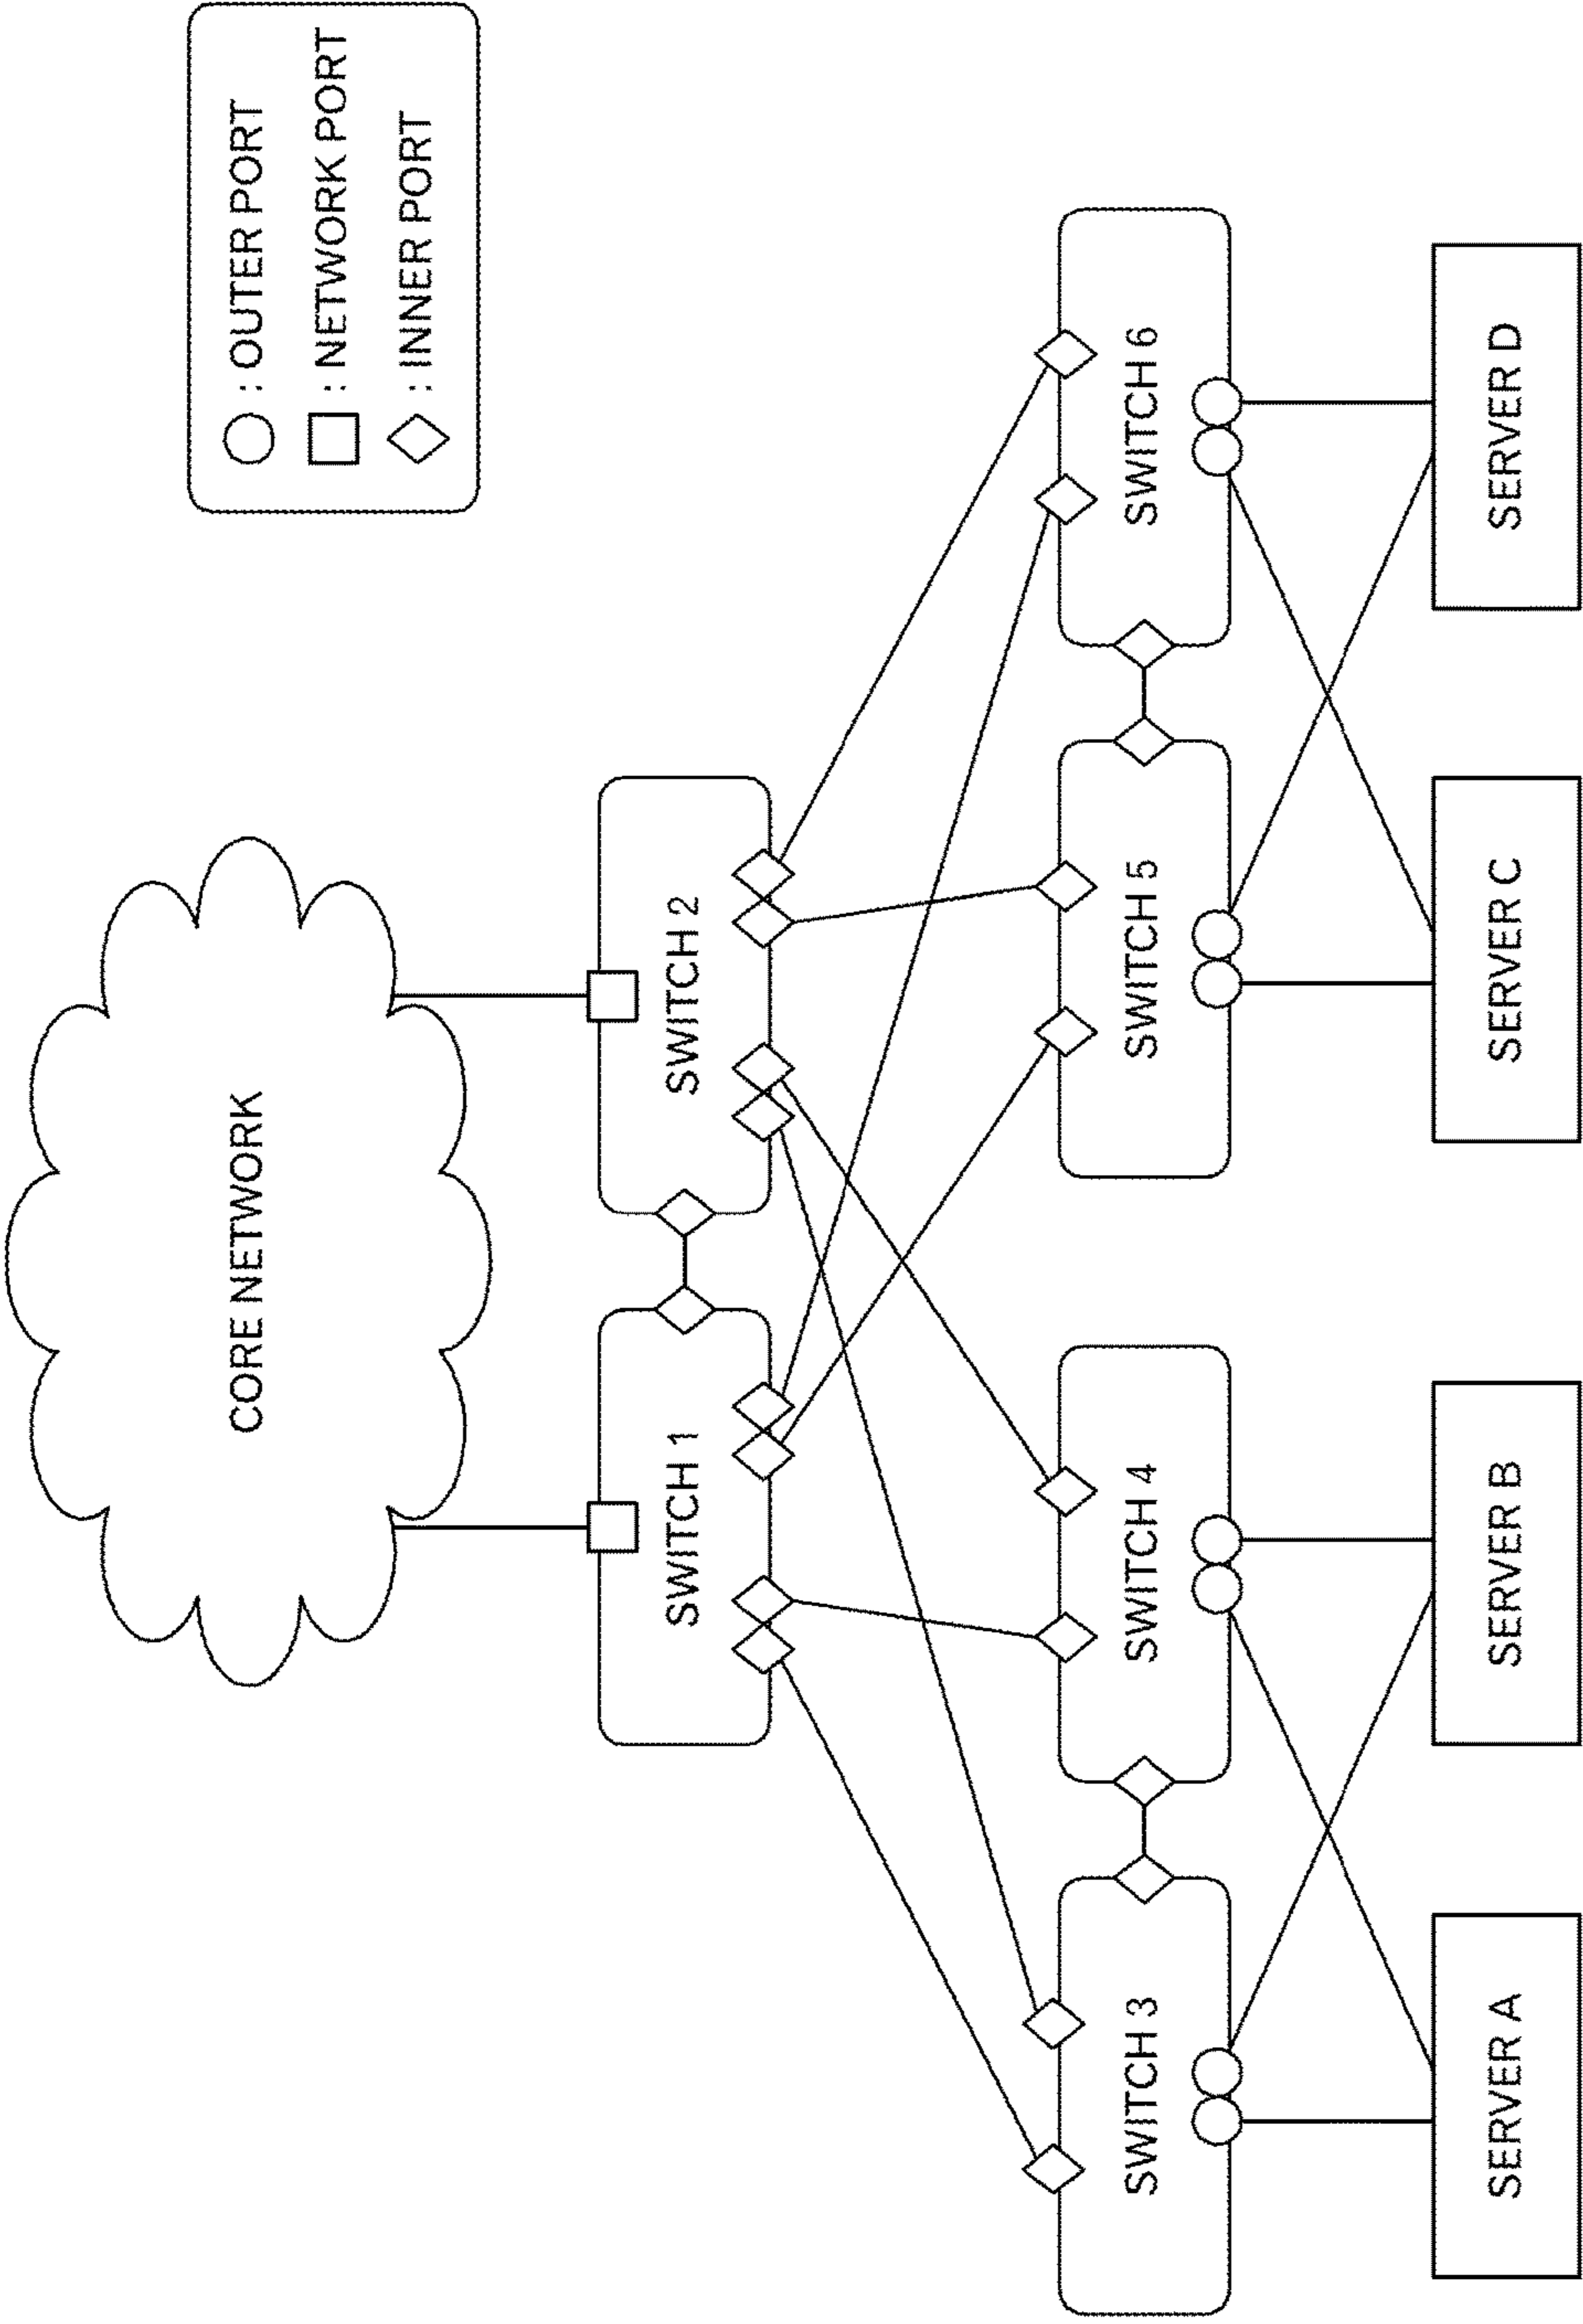 CORE NETWORK
: OUTER PORT
: NETWORK PORT
: INNER PORT
SWITCH 1
SWITCH 2
SWITCH 3
SWITCH 4
SWITCH 5
SWITCH 6
SERVER A
SERVER B
SERVER C
SERVER D